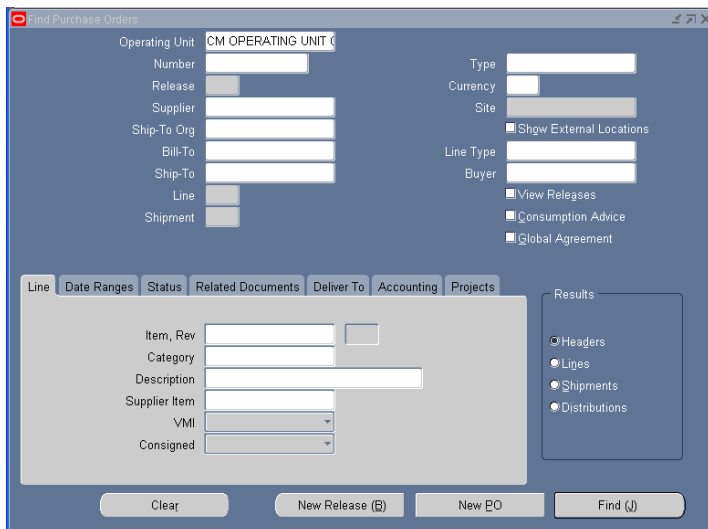 Find Purchase Orders
Operating Unit CM OPERATING UNIT (
Number Type
Release Currency
Supplier Site
Ship-To Org Show External Locations
Bill-To Line Type
Ship-To Buyer
Line View Releases
Shipment Consumption Advice
Global Agreement
Line Date Ranges Status Related Documents Deliver To Accounting Projects
Results
Item, Rev
Headers
Category
Lines
Description
Shipments
Supplier Item
Distributions
VMI
Consigned
Clear New Release (B) New PO Find (J)